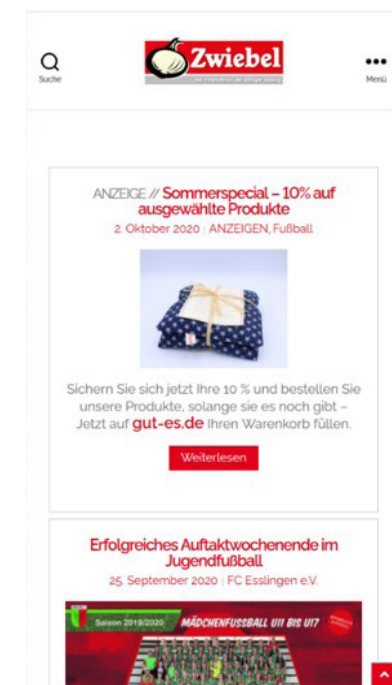 Zwiebel
Suche
Menü
ANZEIGE // Sommerspecial – 10% auf
ausgewählte Produkte
2. Oktober 2020 | ANZEIGEN, Fußball
Sichern Sie sich jetzt Ihre 10 % und bestellen Sie
unsere Produkte, solange sie es noch gibt –
Jetzt auf gut-es.de Ihren Warenkorb füllen.
Weiterlesen
Erfolgreiches Auftaktwochenende im
Jugendfußball
25. September 2020 | FC Esslingen e.V.
Saison 2019/2020
MÄDCHENFUSSBALL U11 BIS U17